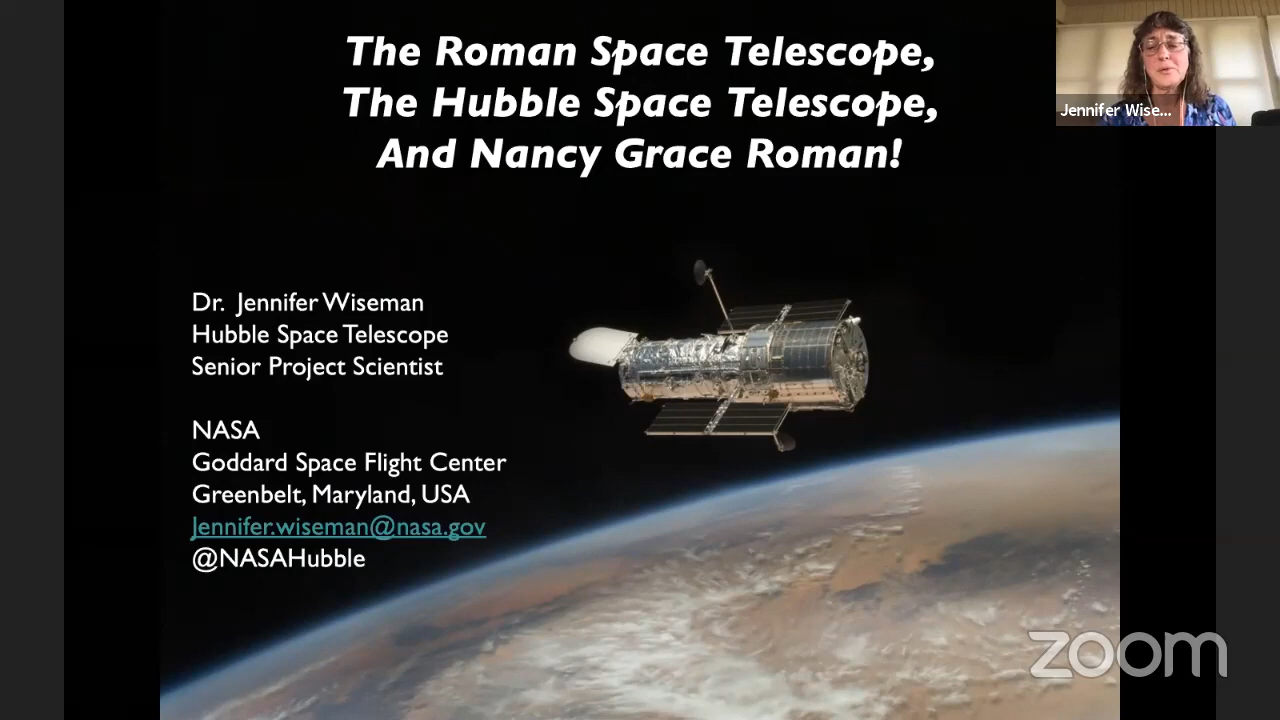 The Roman Space Telescope,
The Hubble Space Telescope,
And Nancy Grace Roman!
Jennifer Wise...
Dr. Jennifer Wiseman
Hubble Space Telescope
Senior Project Scientist
NASA
Goddard Space Flight Center
Greenbelt, Maryland, USA
Jennifer.wiseman@nasa.gov
@NASAHubble
zoom